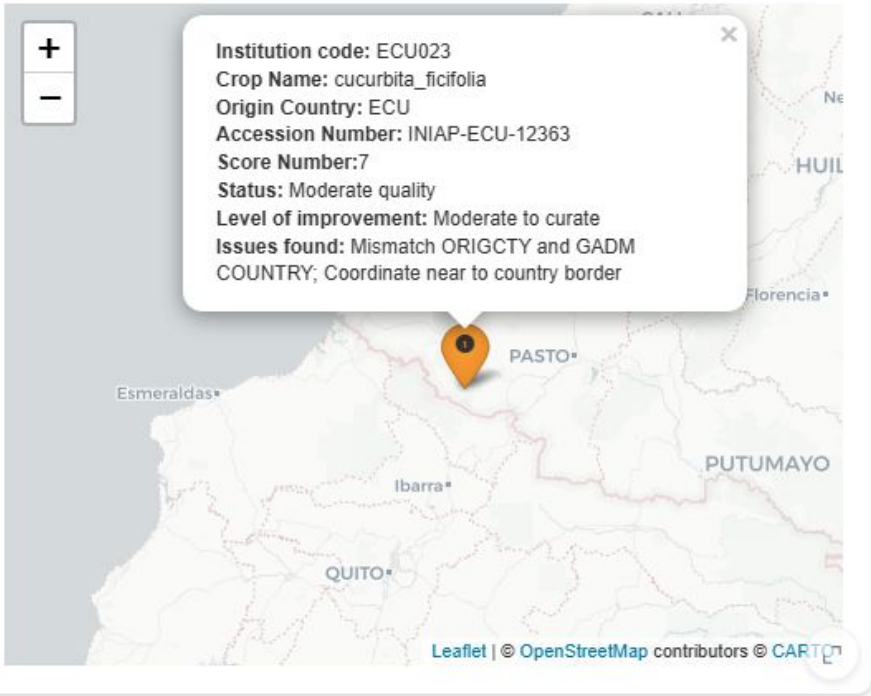 +
−
×
Institution code: ECU023
Crop Name: cucurbita_ficifolia
Origin Country: ECU
Accession Number: INIAP-ECU-12363
Score Number:7
Status: Moderate quality
Level of improvement: Moderate to curate
Issues found: Mismatch ORIGCTY and GADM
COUNTRY; Coordinate near to country border
Ne
HUIL
Florencia
1
PASTO
Esmeraldas
PUTUMAYO
Ibarra
QUITO
Leaflet | © OpenStreetMap contributors © CARTO